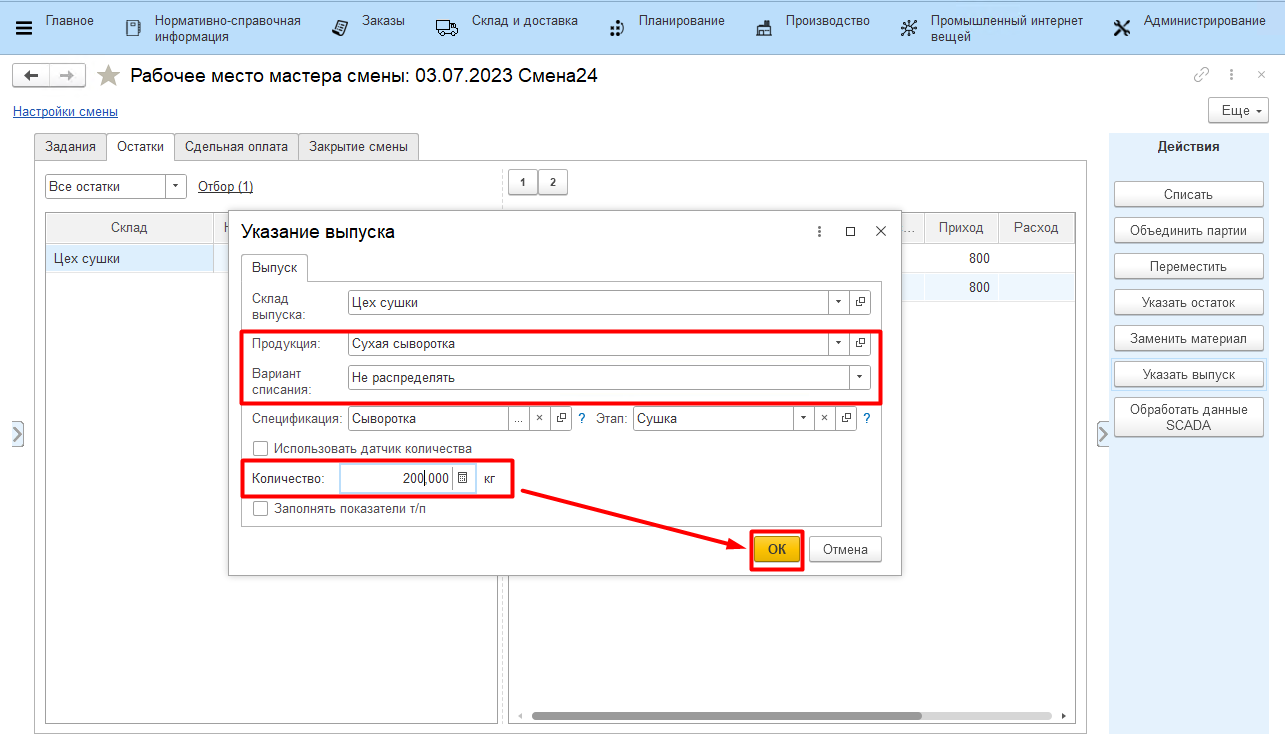 Главное
Нормативно-справочная
информация
Заказы
Склад и доставка
Планирование
Производство
Промышленный интернет
вещей
Администрирование
Рабочее место мастера смены: 03.07.2023 Смена24
Настройки смены
Еще
Задания
Остатки
Сдельная оплата
Закрытие смены
Действия
Все остатки
Отбор (1)
1
2
Списать
Объединить партии
Переместить
Указать остаток
Заменить материал
Указать выпуск
Обработать данные
SCADA
Склад
...
Приход
Расход
Цех сушки
800
800
Указание выпуска
Выпуск
Склад
выпуска:
Цех сушки
Продукция:
Сухая сыворотка
Вариант
списания:
Не распределять
Спецификация:
Сыворотка
...
?
Этап:
Сушка
?
Использовать датчик количества
Количество:
200,000
кг
Заполнять показатели т/п
ОК
Отмена